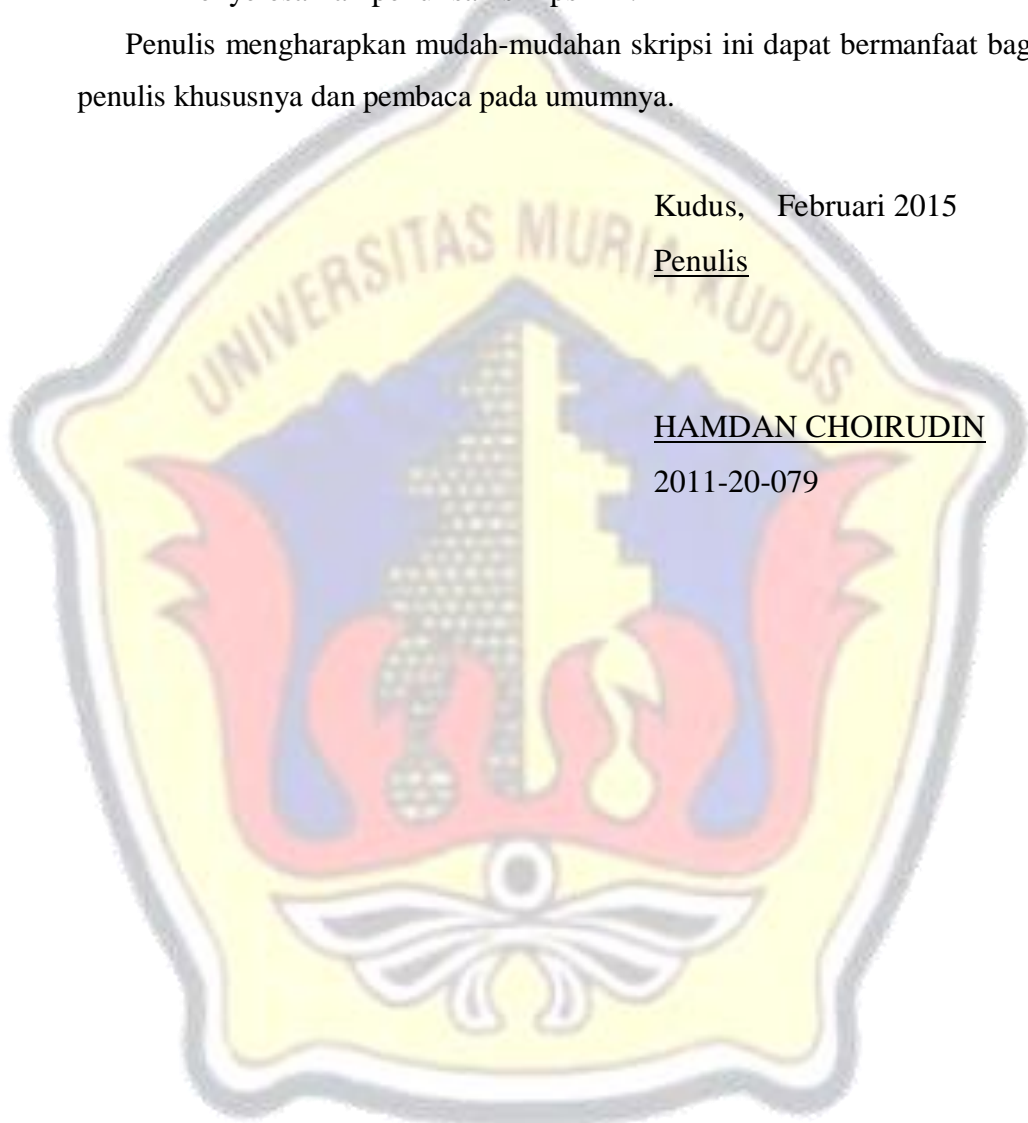 Penulis mengharapkan mudah-mudahan skripsi ini dapat bermanfaat bag
penulis khususnya dan pembaca pada umumnya.
Kudus, Februari 2015
Penulis
UNIVERSITAS MURIA KUDUS
HAMDAN CHOIRUDIN
2011-20-079